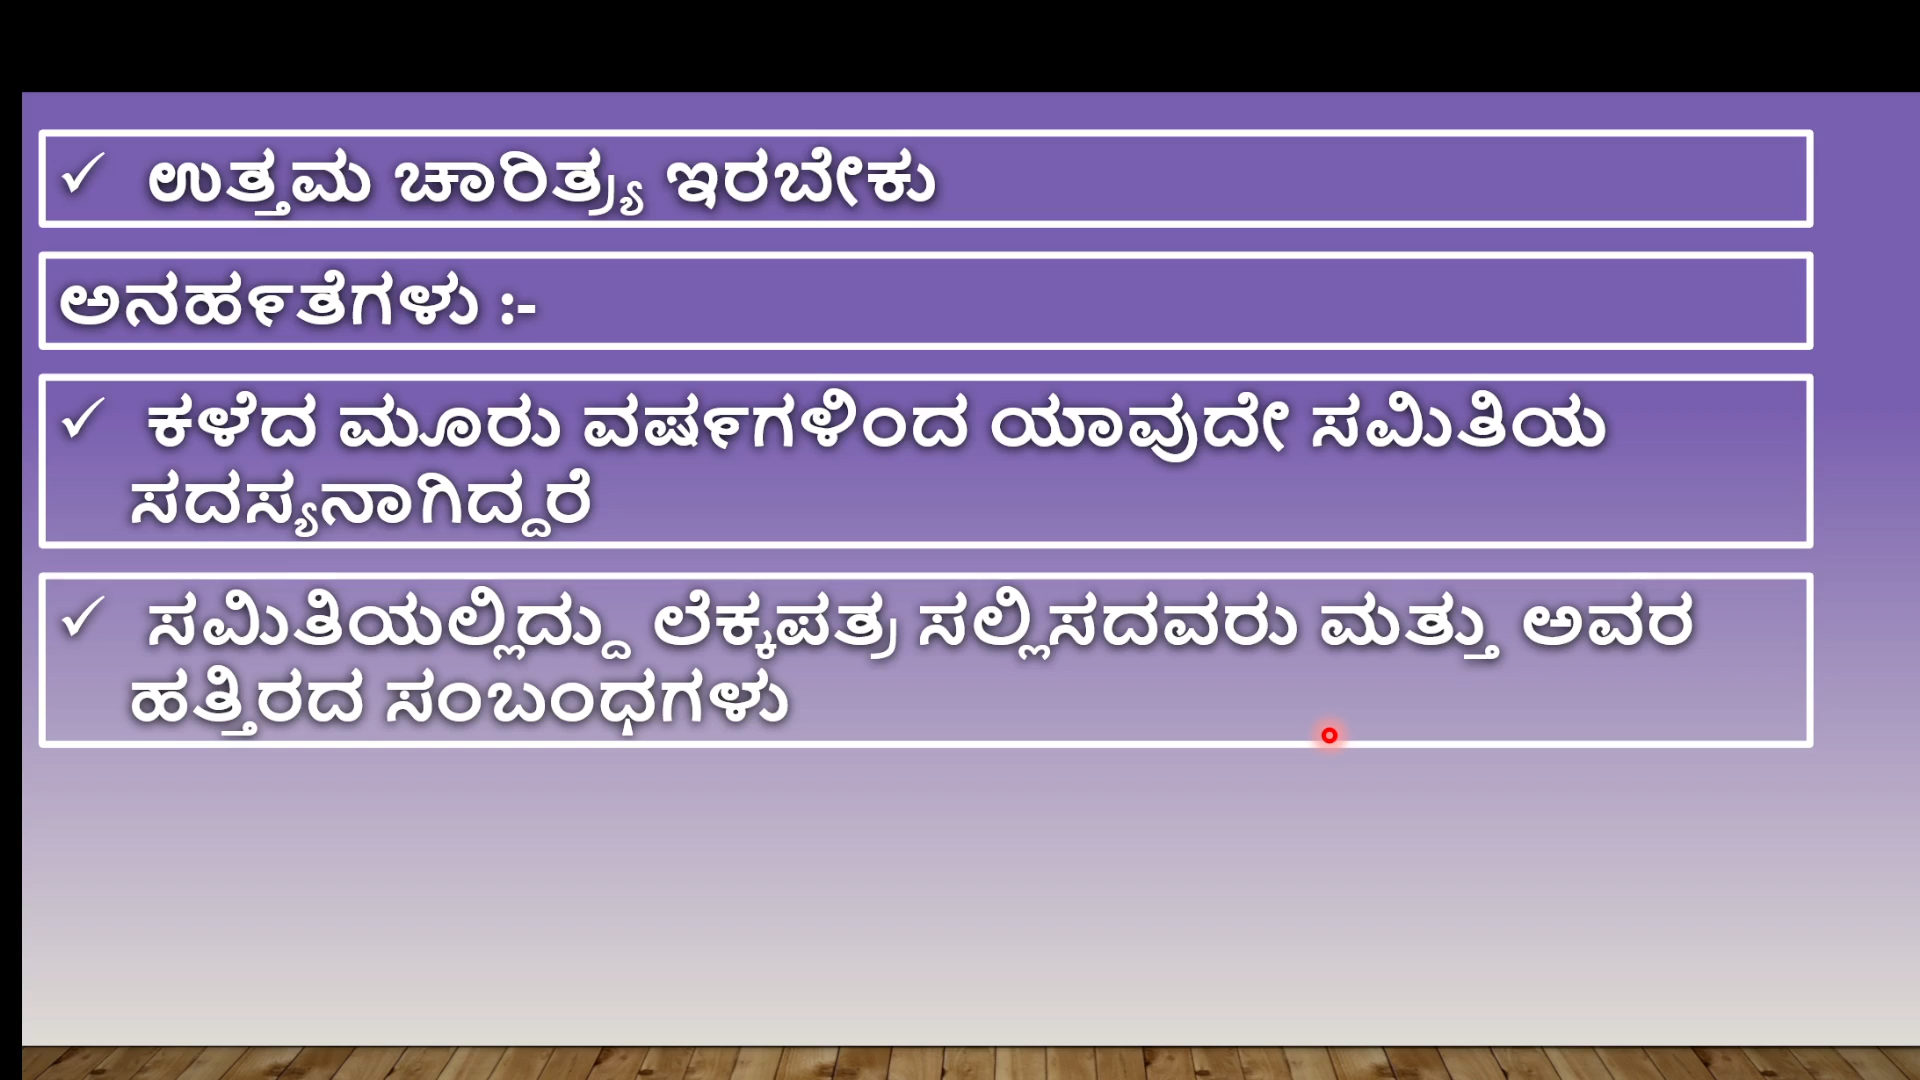 ✓ ಉತ್ತಮ ಚಾರಿತ್ರ್ಯ ಇರಬೇಕು
ಅನರ್ಹತೆಗಳು :-
✓ ಕಳೆದ ಮೂರು ವರ್ಷಗಳಿಂದ ಯಾವುದೇ ಸಮಿತಿಯ
ಸದಸ್ಯನಾಗಿದ್ದರೆ
✓ ಸಮಿತಿಯಲ್ಲಿದ್ದು ಲೆಕ್ಕಪತ್ರ ಸಲ್ಲಿಸದವರು ಮತ್ತು ಅವರ
ಹತ್ತಿರದ ಸಂಬಂಧಗಳು